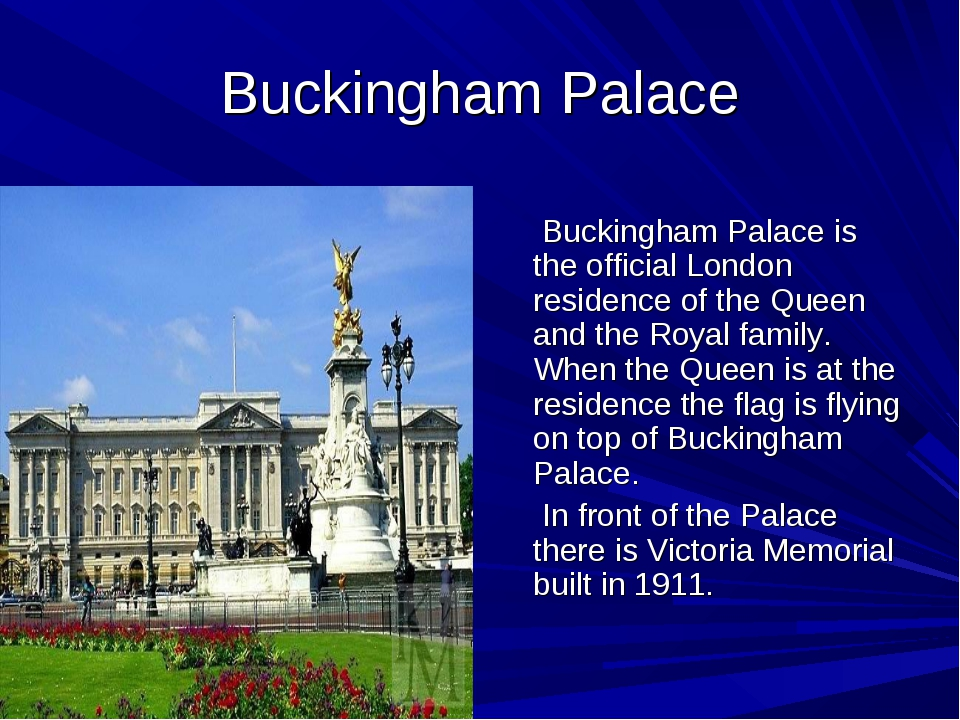 Buckingham Palace
Buckingham Palace is
the official London
residence of the Queen
and the Royal family.
When the Queen is at the
residence the flag is flying
on top of Buckingham
Palace.
In front of the Palace
there is Victoria Memorial
built in 1911.